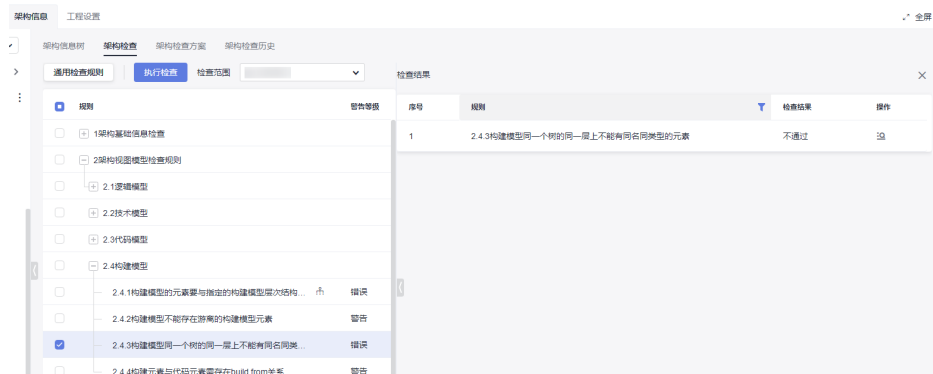 架构信息 工程设置 全屏
架构信息树 架构检查 架构检查方案 架构检查历史
通用检查规则 执行检查 检查范围
检查结果
规则 警告等级
序号 规则 检查结果 操作
1架构基础信息检查
1 2.4.3构建模型同一个树的同一层上不能有同名同类型的元素 不通过
2架构视图模型检查规则
2.1逻辑模型
2.2技术模型
2.3代码模型
2.4构建模型
2.4.1构建模型的元素要与指定的构建模型层次结构... 错误
2.4.2构建模型不能存在游离的构建模型元素 警告
2.4.3构建模型同一个树的同一层上不能有同名同类... 错误
2.4.4构建元素与代码元素需存在build from关系 警告